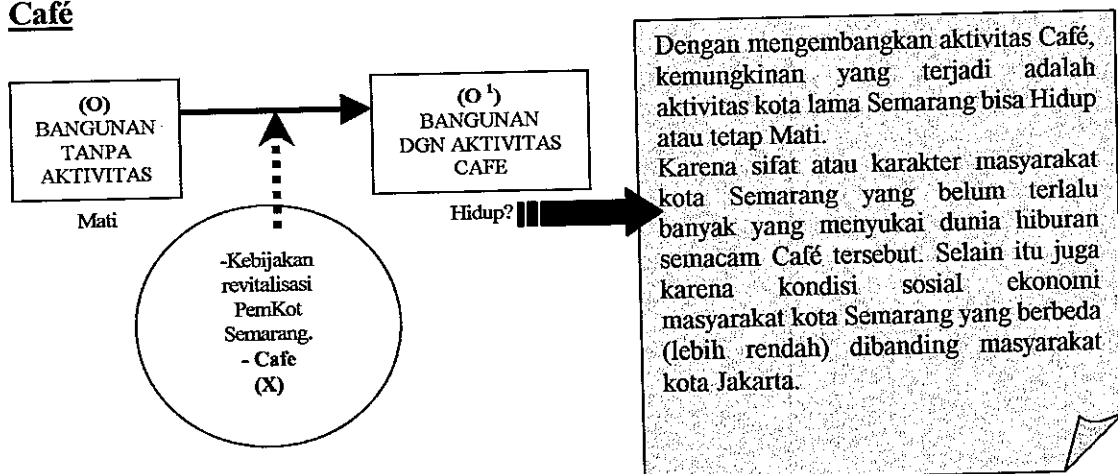 Café
(O)
BANGUNAN
TANPA
AKTIVITAS
Mati
(O 1)
BANGUNAN
DGN AKTIVITAS
CAFE
Hidup?
-Kebijakan
revitalisasi
PemKot
Semarang.
- Cafe
(X)
Dengan mengembangkan aktivitas Café,
kemungkinan yang terjadi adalah
aktivitas kota lama Semarang bisa Hidup
atau tetap Mati.
Karena sifat atau karakter masyarakat
kota Semarang yang belum terlalu
banyak yang menyukai dunia hiburan
semacam Café tersebut. Selain itu juga
karena kondisi sosial ekonomi
masyarakat kota Semarang yang berbeda
(lebih rendah) dibanding masyarakat
kota Jakarta.